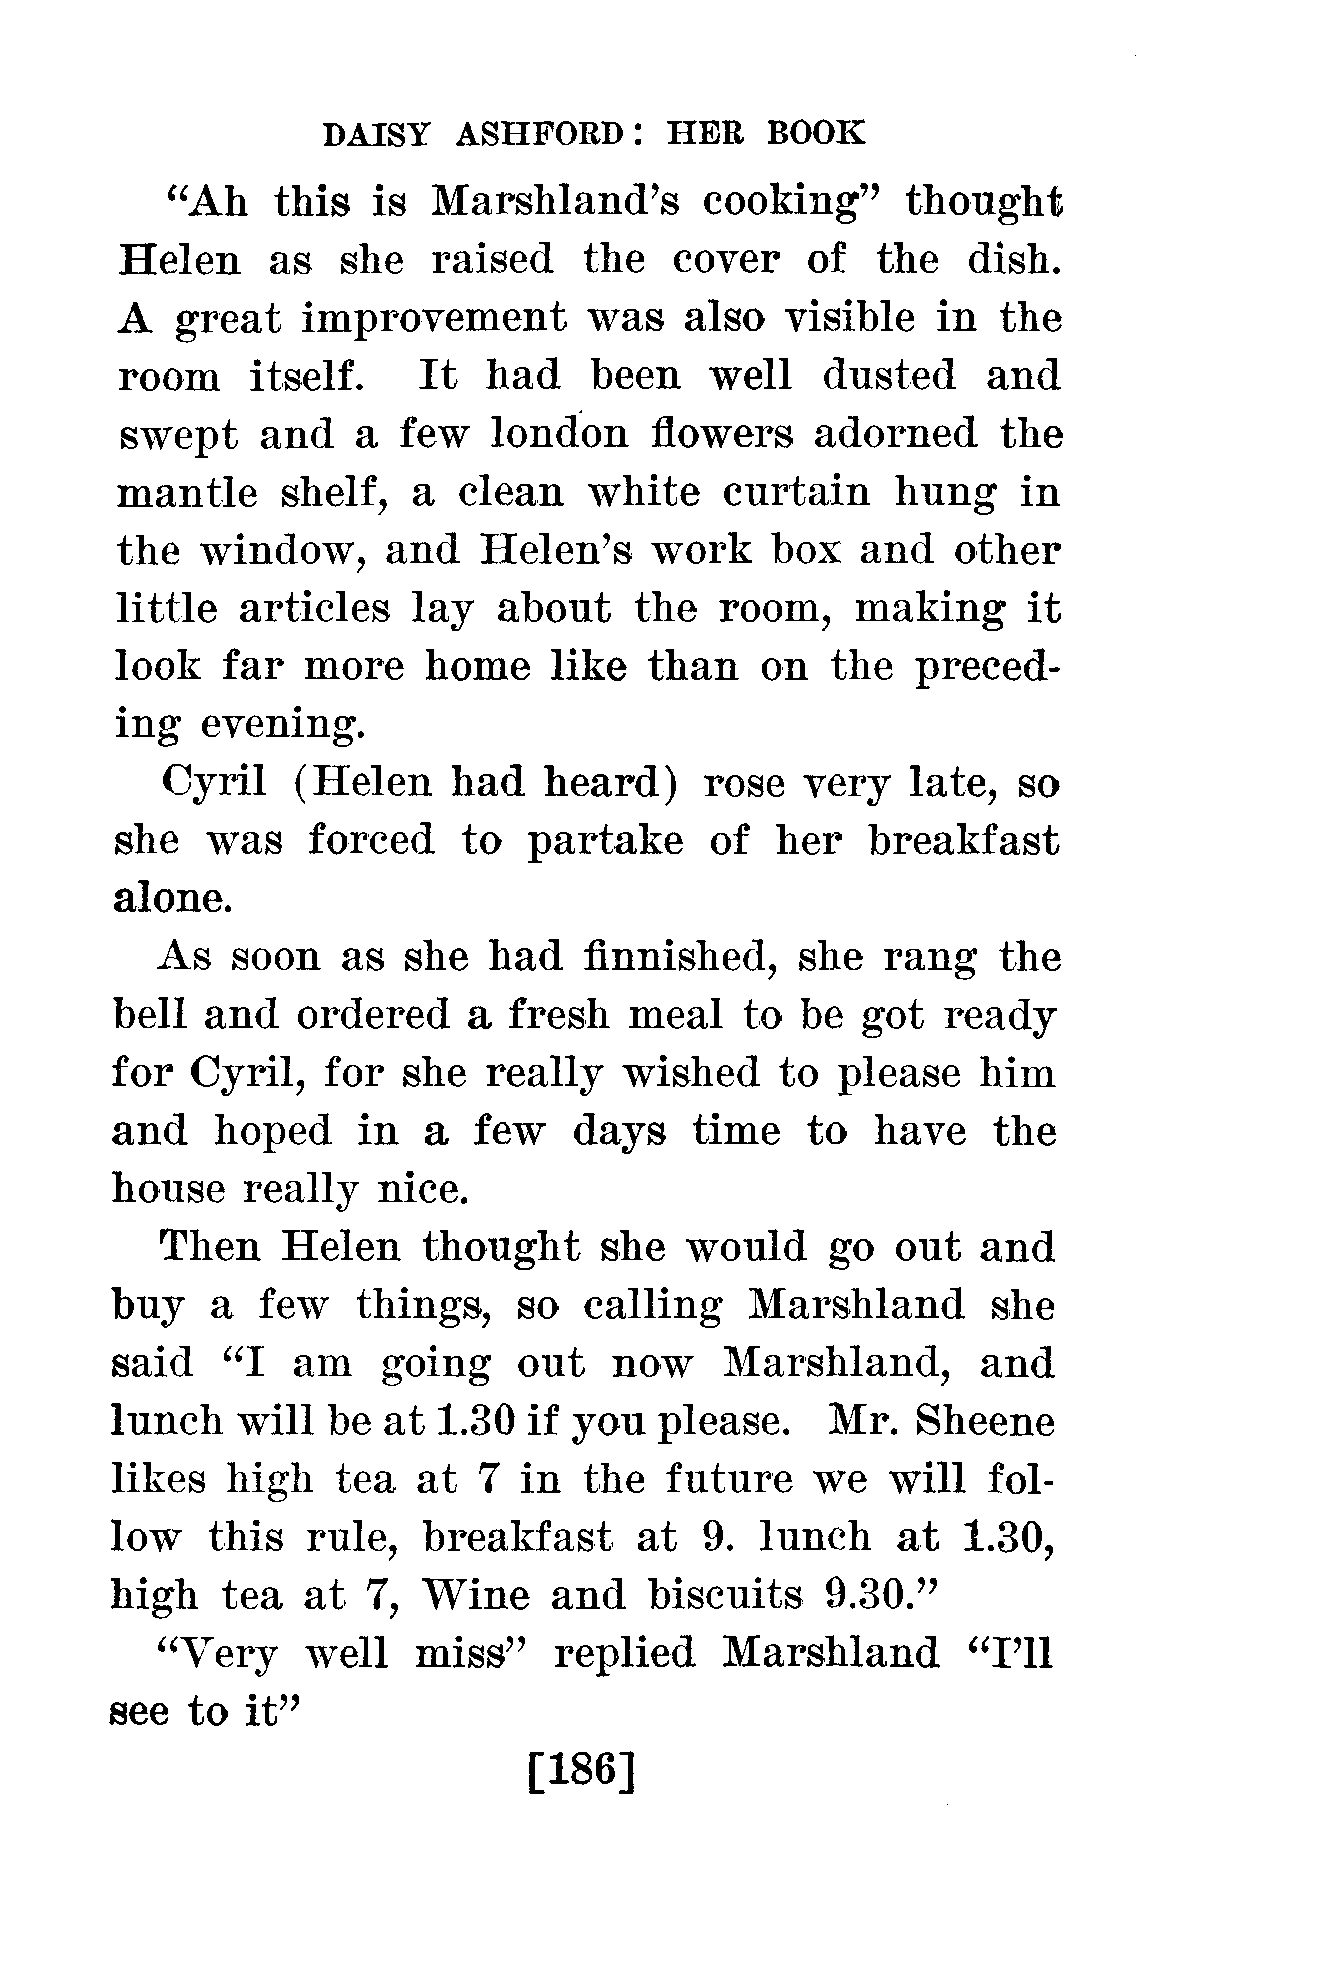 DAISY ASHFORD: HER BOOK
“Ah this is Marshland’s cooking” thought
Helen as she raised the cover of the dish.
A great improvement was also visible in the
room itself. It had been well dusted and
swept and a few london flowers adorned the
mantle shelf, a clean white curtain hung in
the window, and Helen’s work box and other
little articles lay about the room, making it
look far more home like than on the preced-
ing evening.
Cyril (Helen had heard) rose very late, so
she was forced to partake of her breakfast
alone.
As soon as she had finnished, she rang the
bell and ordered a fresh meal to be got ready
for Cyril, for she really wished to please him
and hoped in a few days time to have the
house really nice.
Then Helen thought she would go out and
buy a few things, so calling Marshland she
said “I am going out now Marshland, and
lunch will be at 1.30 if you please. Mr. Sheene
likes high tea at 7 in the future we will fol-
low this rule, breakfast at 9. lunch at 1.30,
high tea at 7, Wine and biscuits 9.30.”
“Very well miss” replied Marshland “I’ll
see to it”
[186]